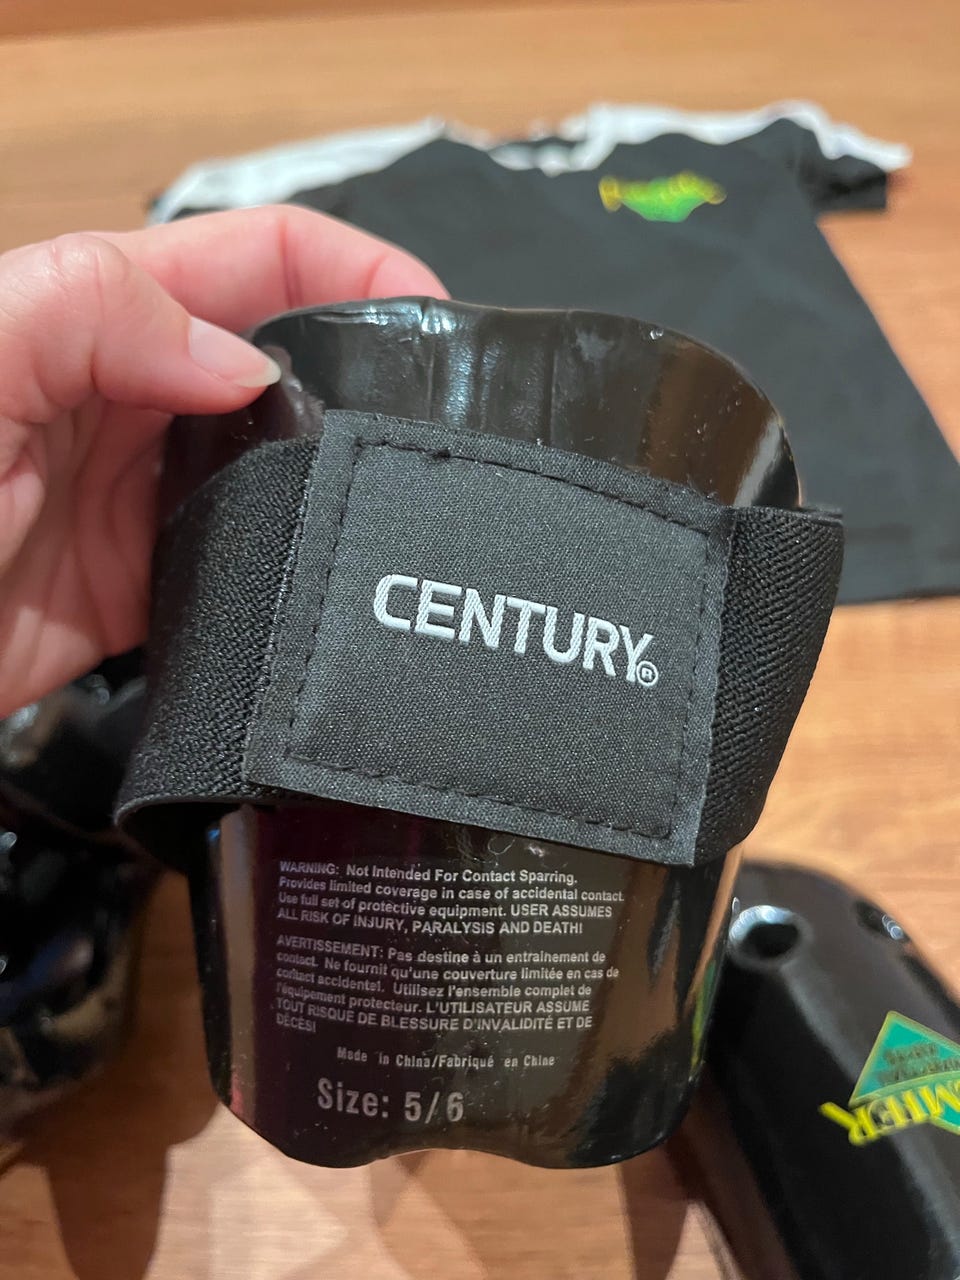 CENTURY®
WARNING: Not Intended For Contact Sparring.
Provides limited coverage in case of accidental contact.
Use full set of protective equipment. USER ASSUMES
ALL RISK OF INJURY, PARALYSIS AND DEATH!
AVERTISSEMENT: Pas destine à un entrainement de
contact. Ne fournit qu'une couverture limitée en cas de
contact accidentel. Utilisez l'ensemble complet de
l'équipement protecteur. L'UTILISATEUR ASSUME
TOUT RISQUE DE BLESSURE D'INVALIDITÉ ET DE
DÉCÈS!
Made in China/Fabriqué en Chine
Size: 5/6